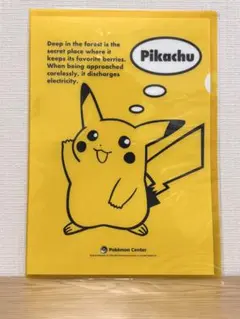 Deep in the forest is the
secret place where it
keeps its favorite berries.
When being approached
carelessly, it discharges
electricity.
Pikachu
Pokémon Center